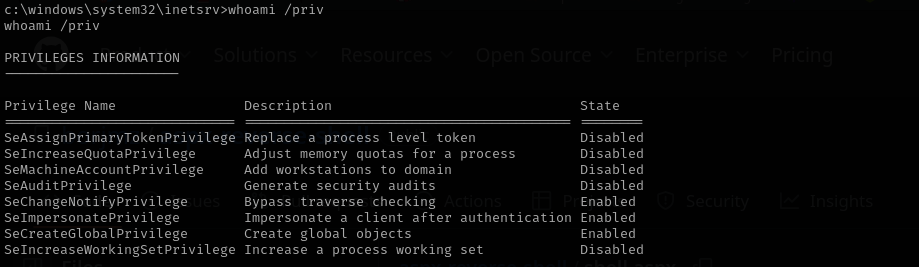 c:\windows\system32\inetsrv>whoami /priv
whoami /priv
Solutions Resources Open Source Enterprise Pricing
PRIVILEGES INFORMATION
Privilege Name Description State
SeAssignPrimaryTokenPrivilege Replace a process level token Disabled
SeIncreaseQuotaPrivilege Adjust memory quotas for a process Disabled
SeMachineAccountPrivilege Add workstations to domain Disabled
SeAuditPrivilege Generate security audits Disabled
SeChangeNotifyPrivilege Bypass traverse checking Enabled
Actions Security Insights
SeImpersonatePrivilege Impersonate a client after authentication Enabled
SeCreateGlobalPrivilege Create global objects Enabled
SeIncreaseWorkingSetPrivilege Increase a process working set Disabled
Files